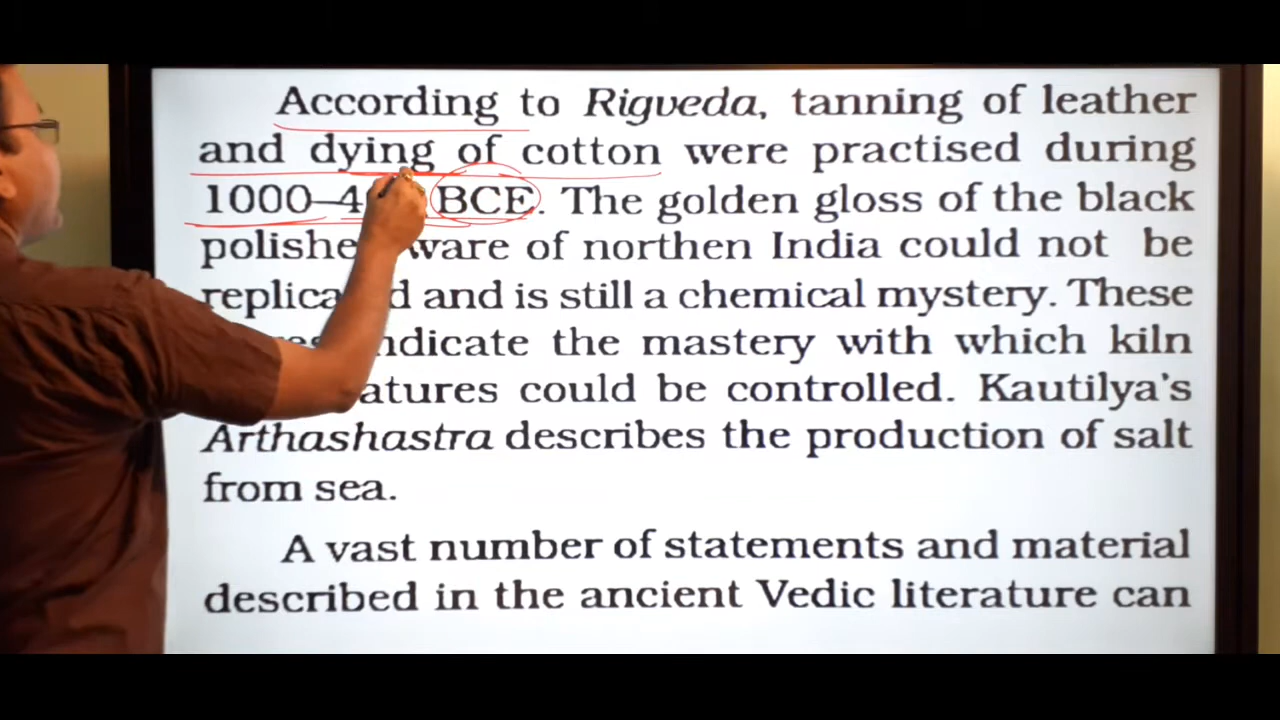 According to Rigveda, tanning of leather
and dying of cotton were practised during
1000–4 BCE. The golden gloss of the black
ware of northen India could not be
and is still a chemical mystery. These
indicate the mastery with which kiln
could be controlled. Kautilya's
Arthashastra describes the production of salt
from sea.
A vast number of statements and material
described in the ancient Vedic literature can